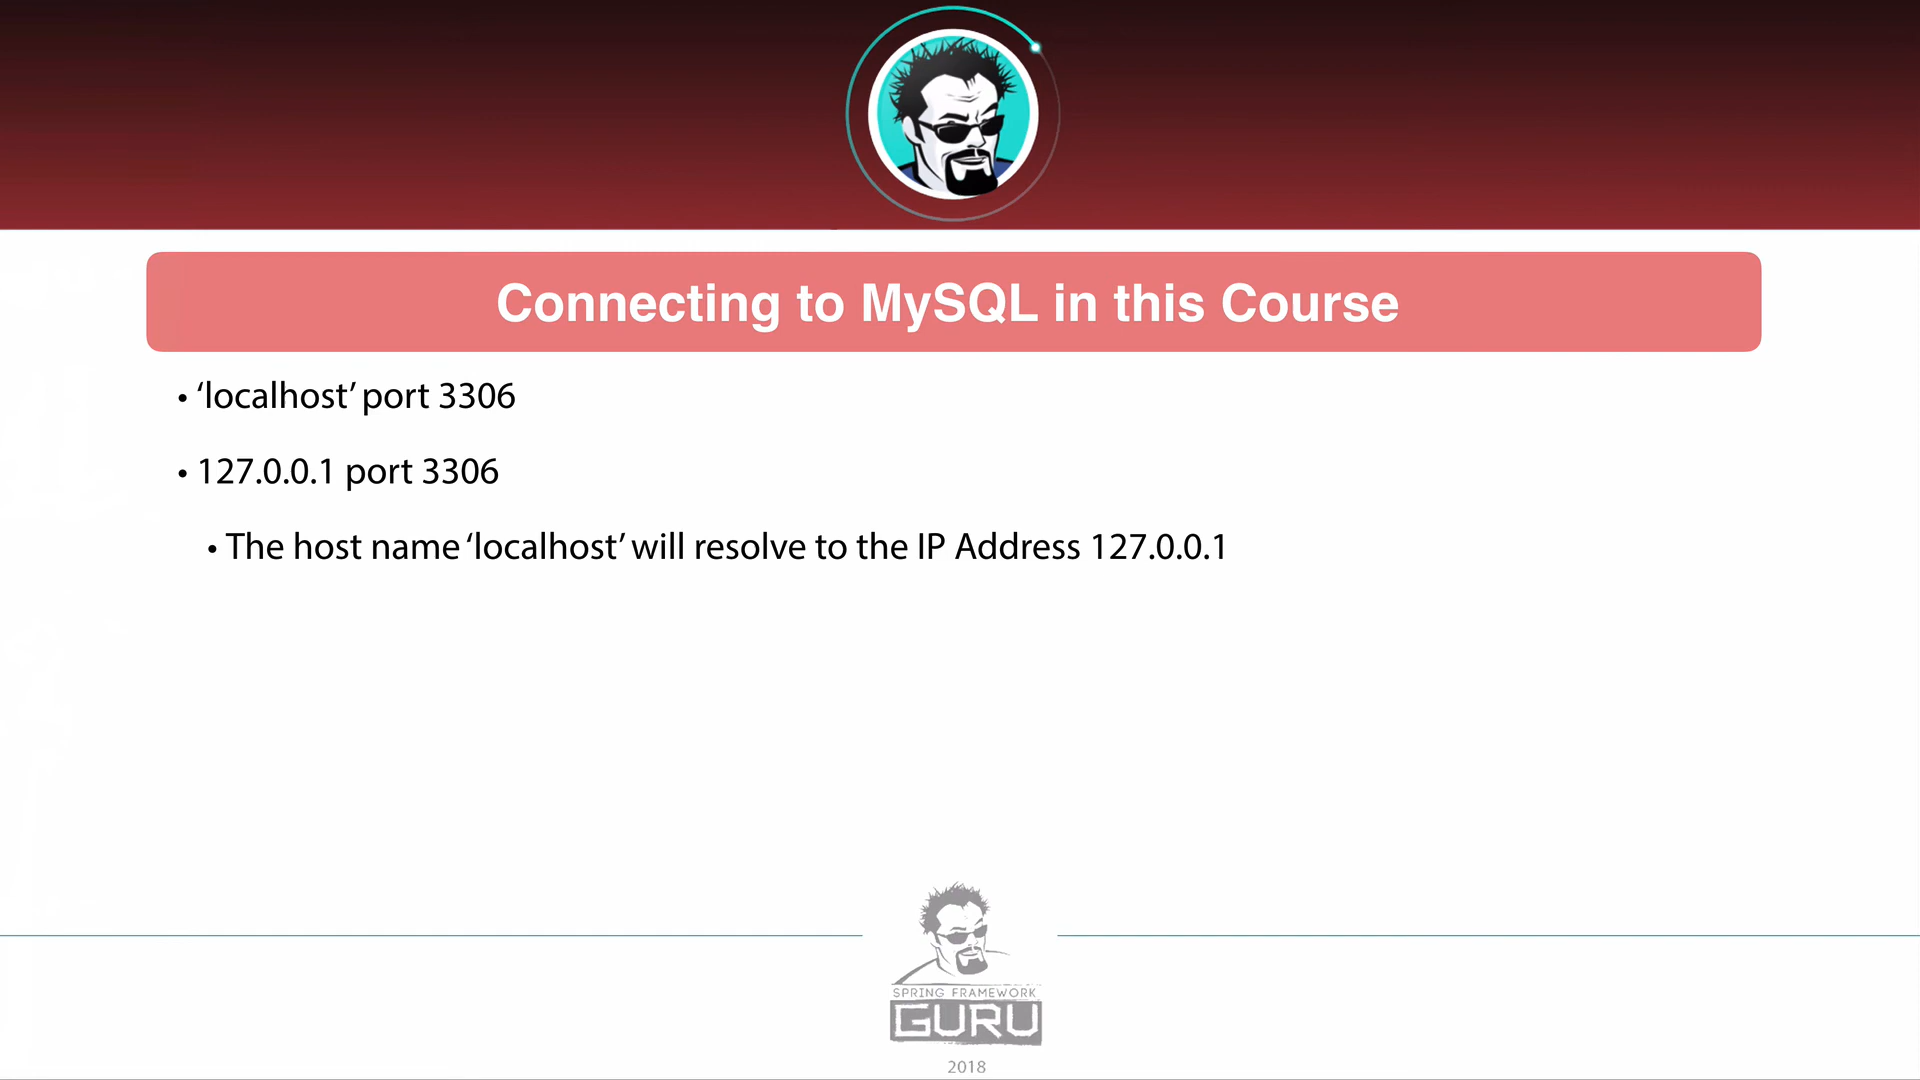 Connecting to MySQL in this Course
• ‘localhost’ port 3306
• 127.0.0.1 port 3306
• The host name ‘localhost’ will resolve to the IP Address 127.0.0.1
SPRING FRAMEWORK
GURU
2018